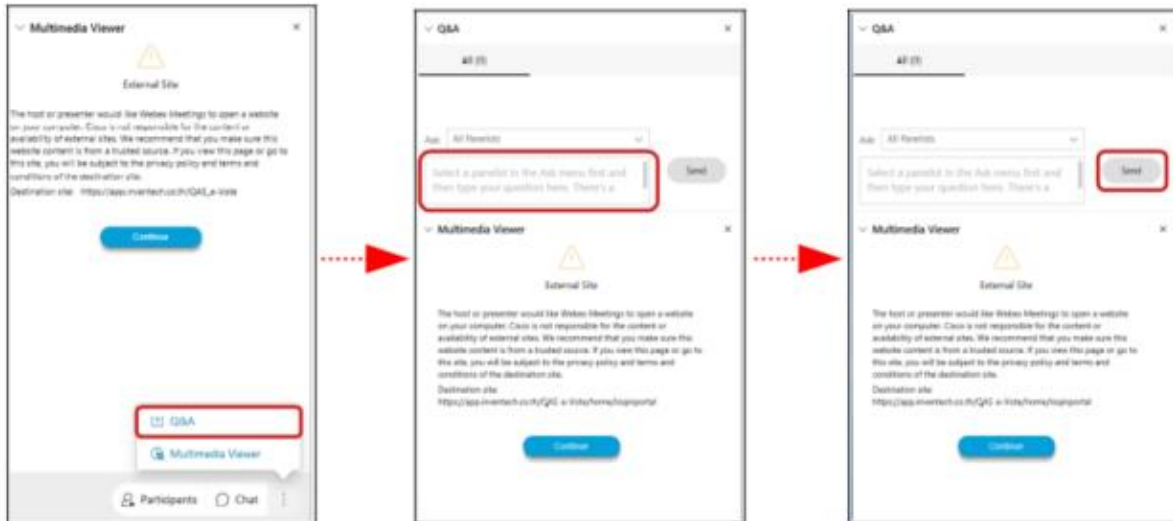 Multimedia Viewer
External Site
The host or presenter would like Webex Meetings to open a website
on your computer. Cisco is not responsible for the content or
availability of external sites. We recommend that you make sure this
website content is from a trusted source. If you view this page or go to
this site, you will be subject to the privacy policy and terms and
conditions of the destination site.
Destination site: https://app.inventech.co.th/QAS_e-Vote
Continue
Q&A
Multimedia Viewer
Participants
Chat
Q&A
All (0)
Ask: All Panelists
Select a panelist in the Ask menu first and
then type your question here. There's a
Send
Multimedia Viewer
External Site
The host or presenter would like Webex Meetings to open a website
on your computer. Cisco is not responsible for the content or
availability of external sites. We recommend that you make sure this
website content is from a trusted source. If you view this page or go to
this site, you will be subject to the privacy policy and terms and
conditions of the destination site.
Destination site:
Continue
Q&A
All (0)
Ask: All Panelists
Select a panelist in the Ask menu first and
then type your question here. There's a
Send
Multimedia Viewer
External Site
The host or presenter would like Webex Meetings to open a website
on your computer. Cisco is not responsible for the content or
availability of external sites. We recommend that you make sure this
website content is from a trusted source. If you view this page or go to
this site, you will be subject to the privacy policy and terms and
conditions of the destination site.
Destination site:
Continue